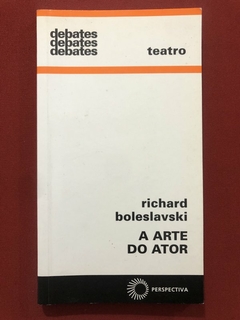 debates
debates
debates
teatro
richard
boleslavski
A ARTE
DO ATOR
PERSPECTIVA